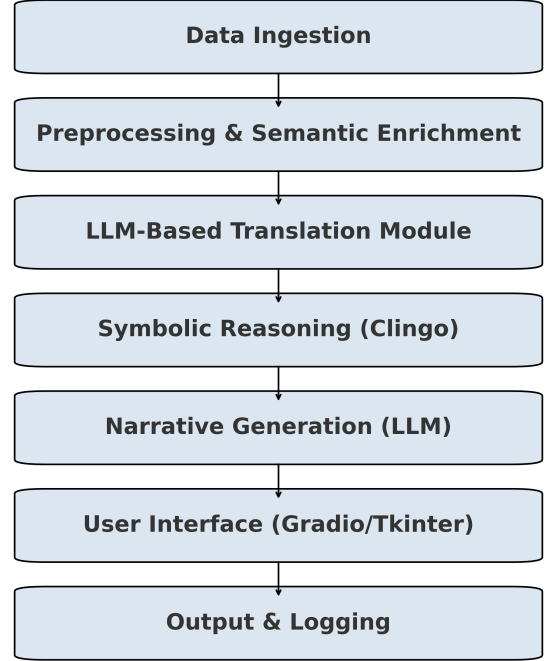 Data Ingestion
Preprocessing & Semantic Enrichment
LLM-Based Translation Module
Symbolic Reasoning (Clingo)
Narrative Generation (LLM)
User Interface (Gradio/Tkinter)
Output & Logging